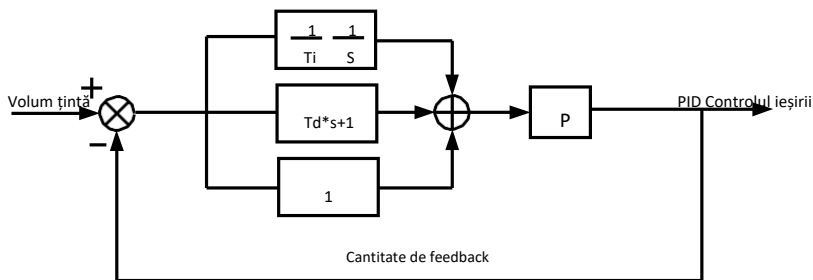 1 1
Ti S
+
Volum țintă
PID Controlul ieșirii
Td*s+1
P
−
1
Cantitate de feedback